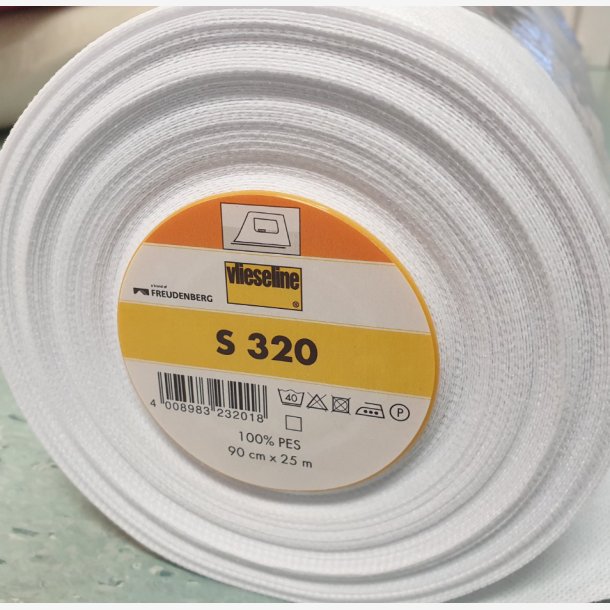 vlieseline
®
a brand of
FREUDENBERG
S 320
40 P
4 008983 232018
100% PES
90 cm x 25 m